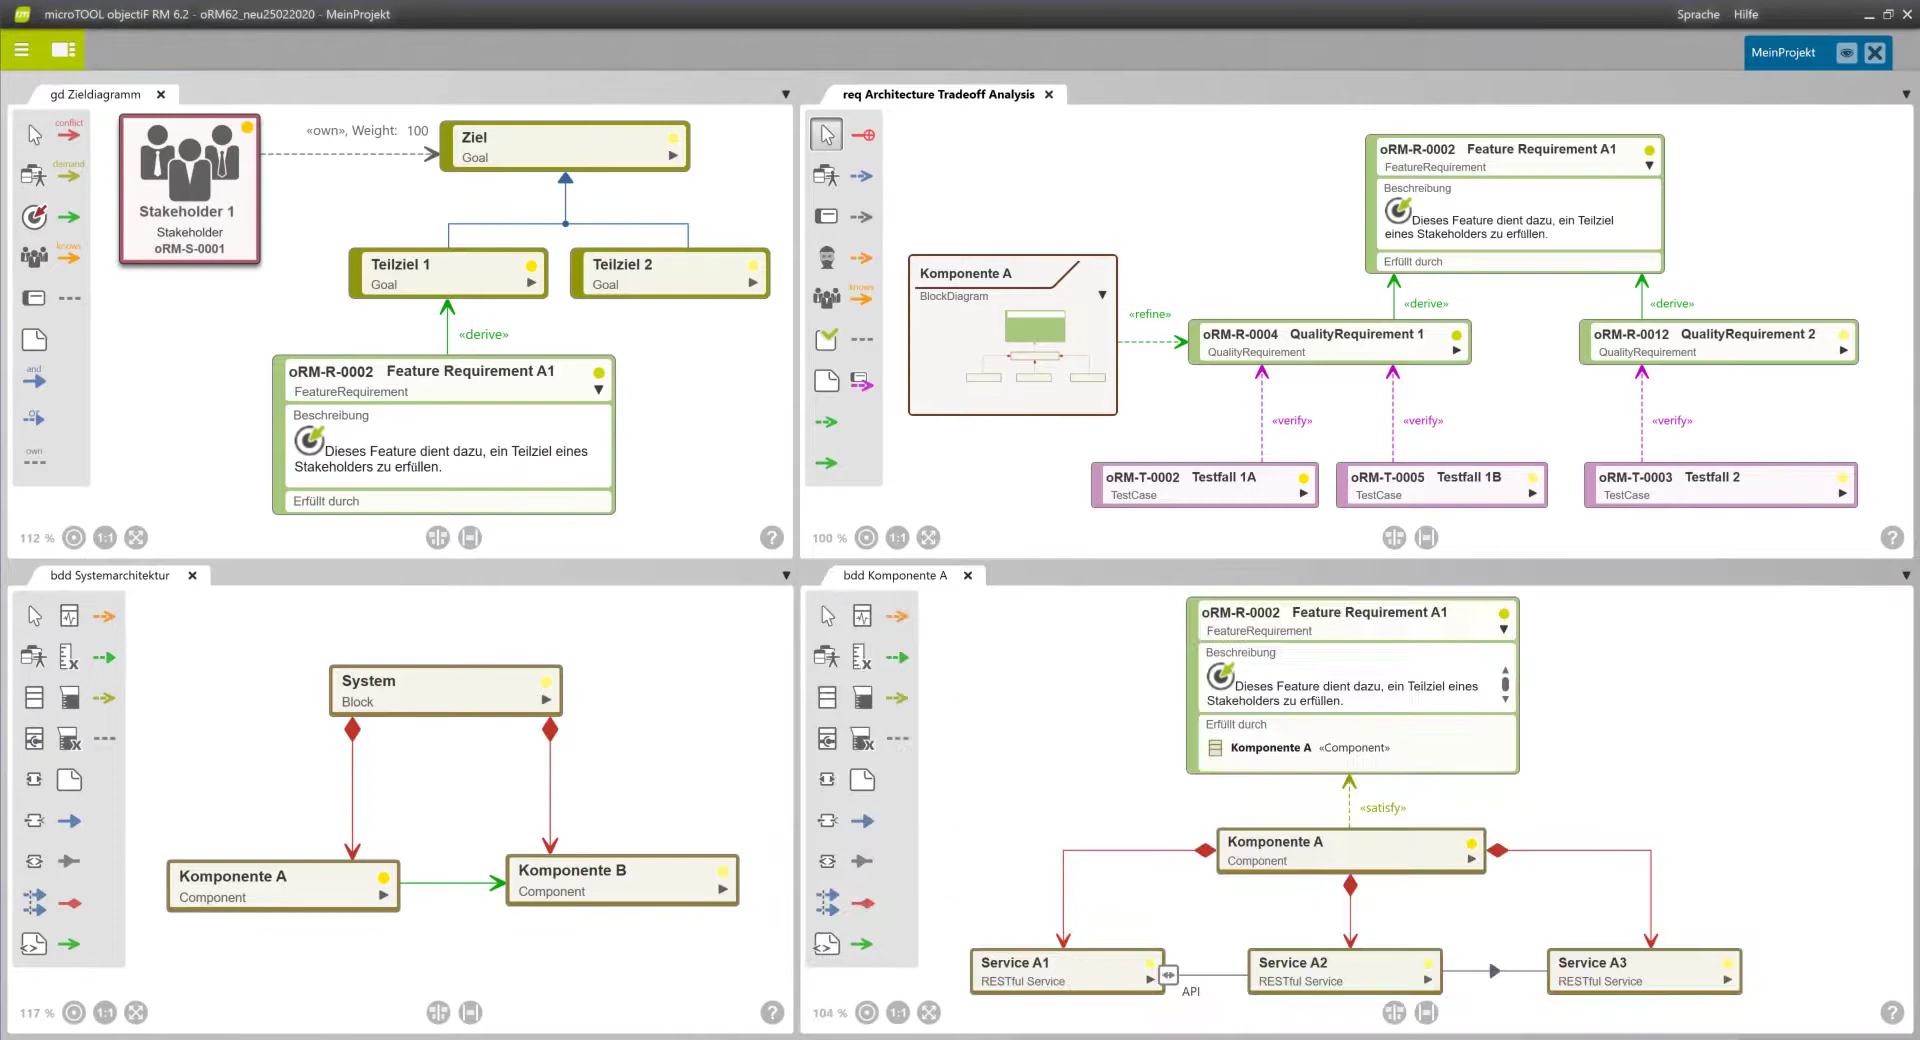 microTOOL objectiF RM 6.2 - oRM62_neu25022020 - MeinProjekt
Sprache Hilfe
MeinProjekt
gd Zieldiagramm
conflict
demand
knows
and
or
own
Stakeholder 1
Stakeholder
oRM-S-0001
«own», Weight: 100
Ziel
Goal
Teilziel 1
Goal
Teilziel 2
Goal
«derive»
oRM-R-0002 Feature Requirement A1
FeatureRequirement
Beschreibung
Dieses Feature dient dazu, ein Teilziel eines
Stakeholders zu erfüllen.
Erfüllt durch
112 %
1:1
?
req Architecture Tradeoff Analysis
knows
oRM-R-0002 Feature Requirement A1
FeatureRequirement
Beschreibung
Dieses Feature dient dazu, ein Teilziel
eines Stakeholders zu erfüllen.
Erfüllt durch
Komponente A
BlockDiagram
«refine»
«derive»
«derive»
oRM-R-0004 QualityRequirement 1
QualityRequirement
oRM-R-0012 QualityRequirement 2
QualityRequirement
«verify»
«verify»
«verify»
oRM-T-0002 Testfall 1A
TestCase
oRM-T-0005 Testfall 1B
TestCase
oRM-T-0003 Testfall 2
TestCase
100 %
1:1
?
bdd Systemarchitektur
System
Block
Komponente A
Component
Komponente B
Component
117 %
1:1
?
bdd Komponente A
oRM-R-0002 Feature Requirement A1
FeatureRequirement
Beschreibung
Dieses Feature dient dazu, ein Teilziel eines
Stakeholders zu erfüllen.
Erfüllt durch
Komponente A «Component»
«satisfy»
Komponente A
Component
Service A1
RESTful Service
API
Service A2
RESTful Service
Service A3
RESTful Service
104 %
1:1
?